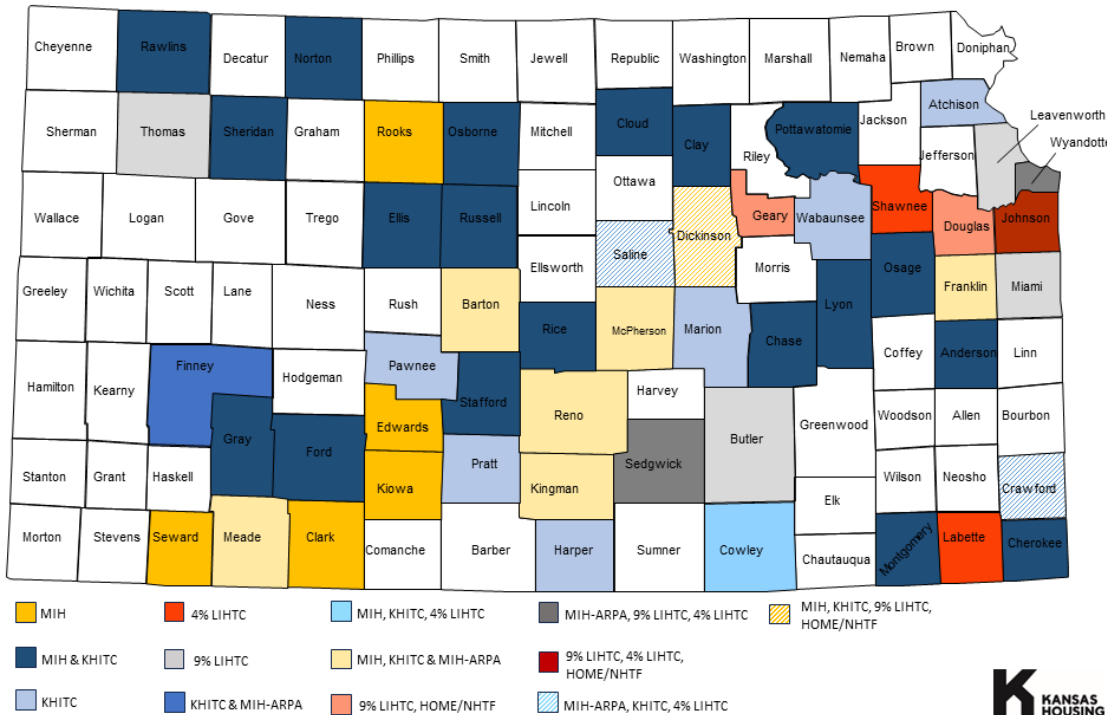 Cheyenne
Rawlins
Decatur
Norton
Phillips
Smith
Jewell
Republic
Washington
Marshall
Nemaha
Brown
Doniphan
Atchison
Leavenworth
Wyandotte
Sherman
Thomas
Sheridan
Graham
Rooks
Osborne
Mitchell
Cloud
Clay
Riley
Pottawatomie
Jackson
Jefferson
Ottawa
Wallace
Logan
Gove
Trego
Ellis
Russell
Lincoln
Saline
Dickinson
Geary
Wabaunsee
Shawnee
Douglas
Johnson
Ellsworth
Morris
Osage
Franklin
Miami
Greeley
Wichita
Scott
Lane
Ness
Rush
Barton
Rice
McPherson
Marion
Chase
Lyon
Coffey
Anderson
Linn
Hamilton
Kearny
Finney
Hodgeman
Pawnee
Stafford
Edwards
Reno
Harvey
Butler
Greenwood
Woodson
Allen
Bourbon
Gray
Ford
Kiowa
Pratt
Kingman
Sedgwick
Elk
Wilson
Neosho
Crawford
Stanton
Grant
Haskell
Morton
Stevens
Seward
Meade
Clark
Comanche
Barber
Harper
Sumner
Cowley
Chautauqua
Montgomery
Labette
Cherokee
MIH
4% LIHTC
MIH, KHITC, 4% LIHTC
MIH-ARPA, 9% LIHTC, 4% LIHTC
MIH, KHITC, 9% LIHTC,
HOME/NHTF
MIH & KHITC
9% LIHTC
MIH, KHITC & MIH-ARPA
9% LIHTC, 4% LIHTC,
HOME/NHTF
KHITC
KHITC & MIH-ARPA
9% LIHTC, HOME/NHTF
MIH-ARPA, KHITC, 4% LIHTC
KANSAS
HOUSING